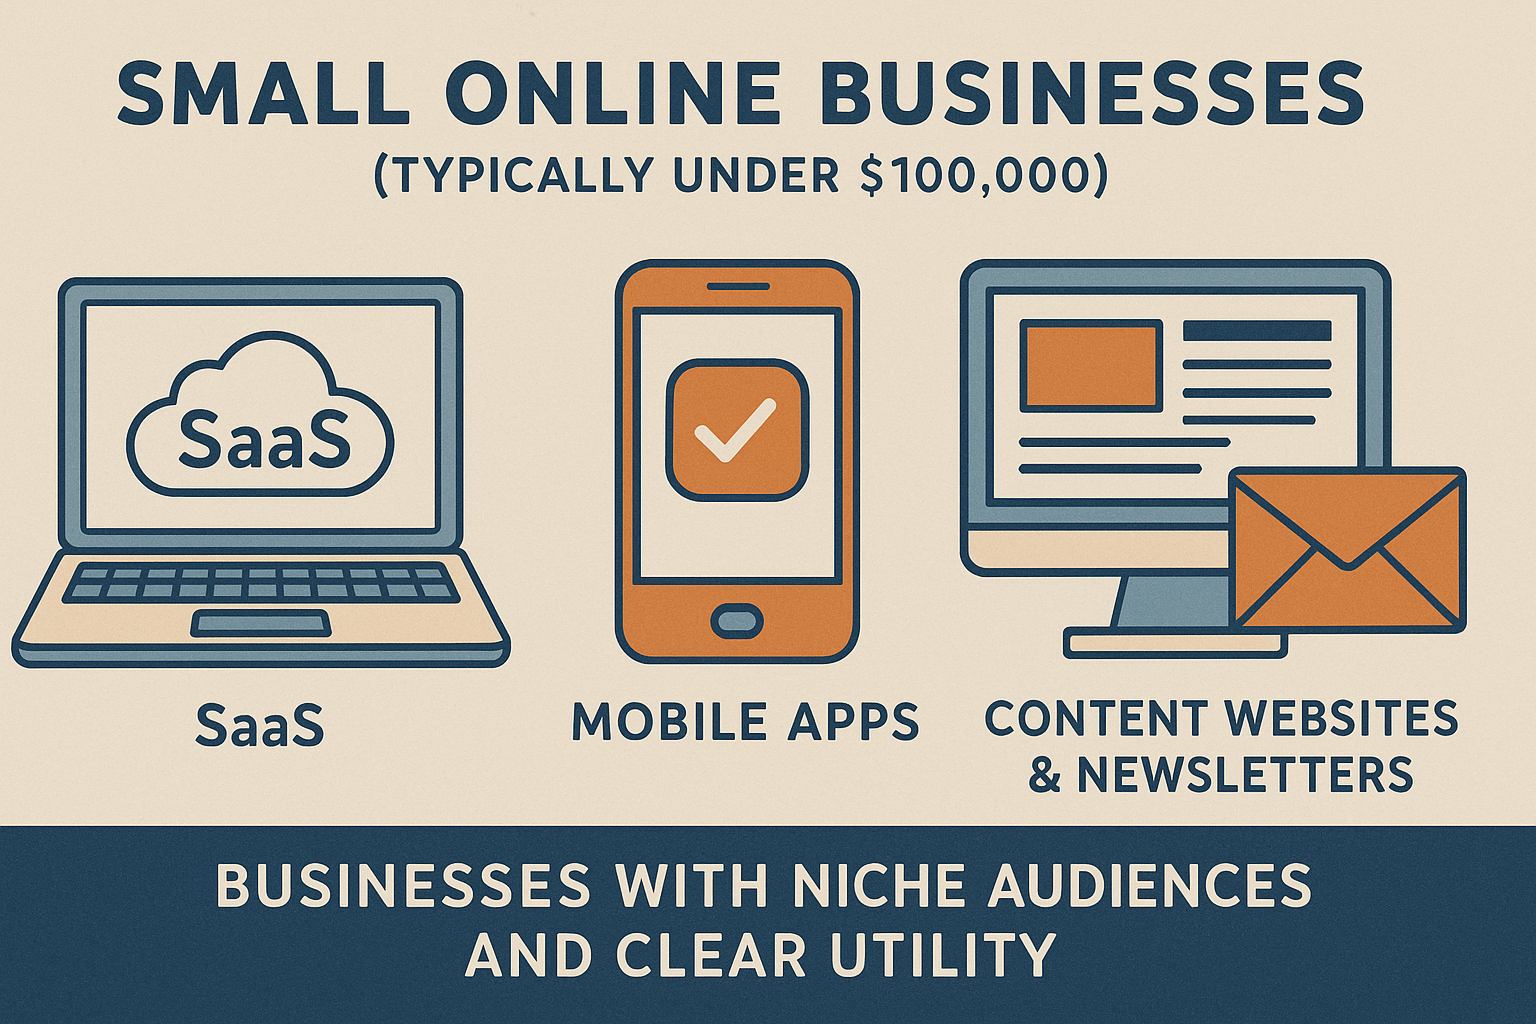 SMALL ONLINE BUSINESSES
(TYPICALLY UNDER $100,000)
SaaS
SaaS
MOBILE APPS
CONTENT WEBSITES
& NEWSLETTERS
BUSINESSES WITH NICHE AUDIENCES
AND CLEAR UTILITY